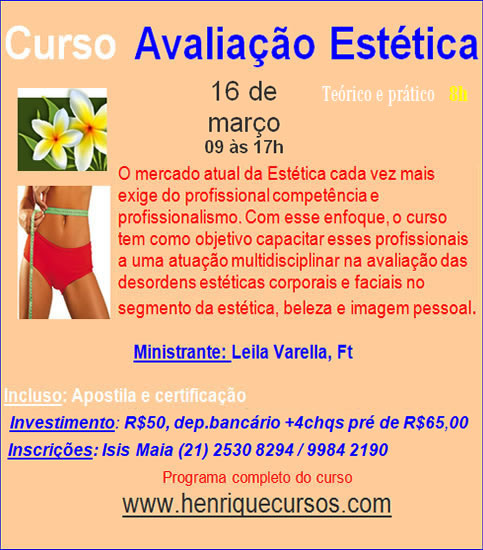 Curso Avaliação Estética
16 de
março
09 às 17h
Teórico e prático 8h
O mercado atual da Estética cada vez mais
exige do profissional competência e
profissionalismo. Com esse enfoque, o curso
tem como objetivo capacitar esses profissionais
a uma atuação multidisciplinar na avaliação das
desordens estéticas corporais e faciais no
segmento da estética, beleza e imagem pessoal.
Ministrante: Leila Varella, Ft
Incluso: Apostila e certificação
Investimento: R$50, dep.bancário +4chqs pré de R$65,00
Inscrições: Isis Maia (21) 2530 8294 / 9984 2190
Programa completo do curso
www.henriquecursos.com